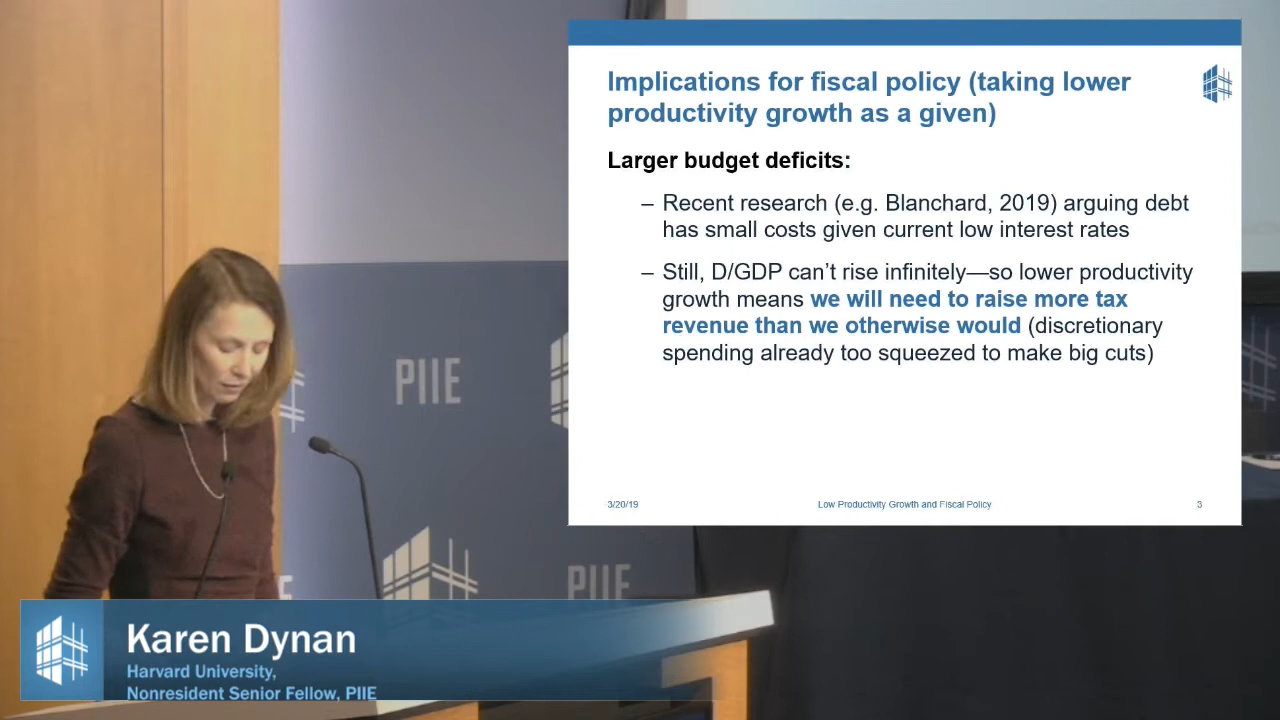 Implications for fiscal policy (taking lower
productivity growth as a given)
Larger budget deficits:
– Recent research (e.g. Blanchard, 2019) arguing debt
has small costs given current low interest rates
– Still, D/GDP can’t rise infinitely—so lower productivity
growth means we will need to raise more tax
revenue than we otherwise would (discretionary
spending already too squeezed to make big cuts)
3/20/19 Low Productivity Growth and Fiscal Policy 3
PIIE
PIIE
Karen Dynan
Harvard University,
Nonresident Senior Fellow, PIIE